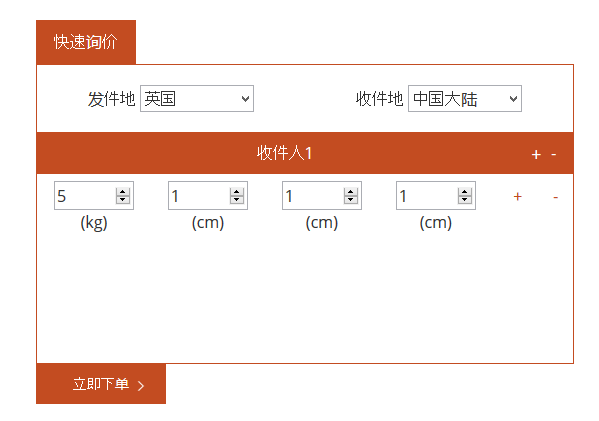 快速询价
发件地 英国 收件地 中国大陆
收件人1 + -
5 1 1 1 + -
(kg) (cm) (cm) (cm)
立即下单 >